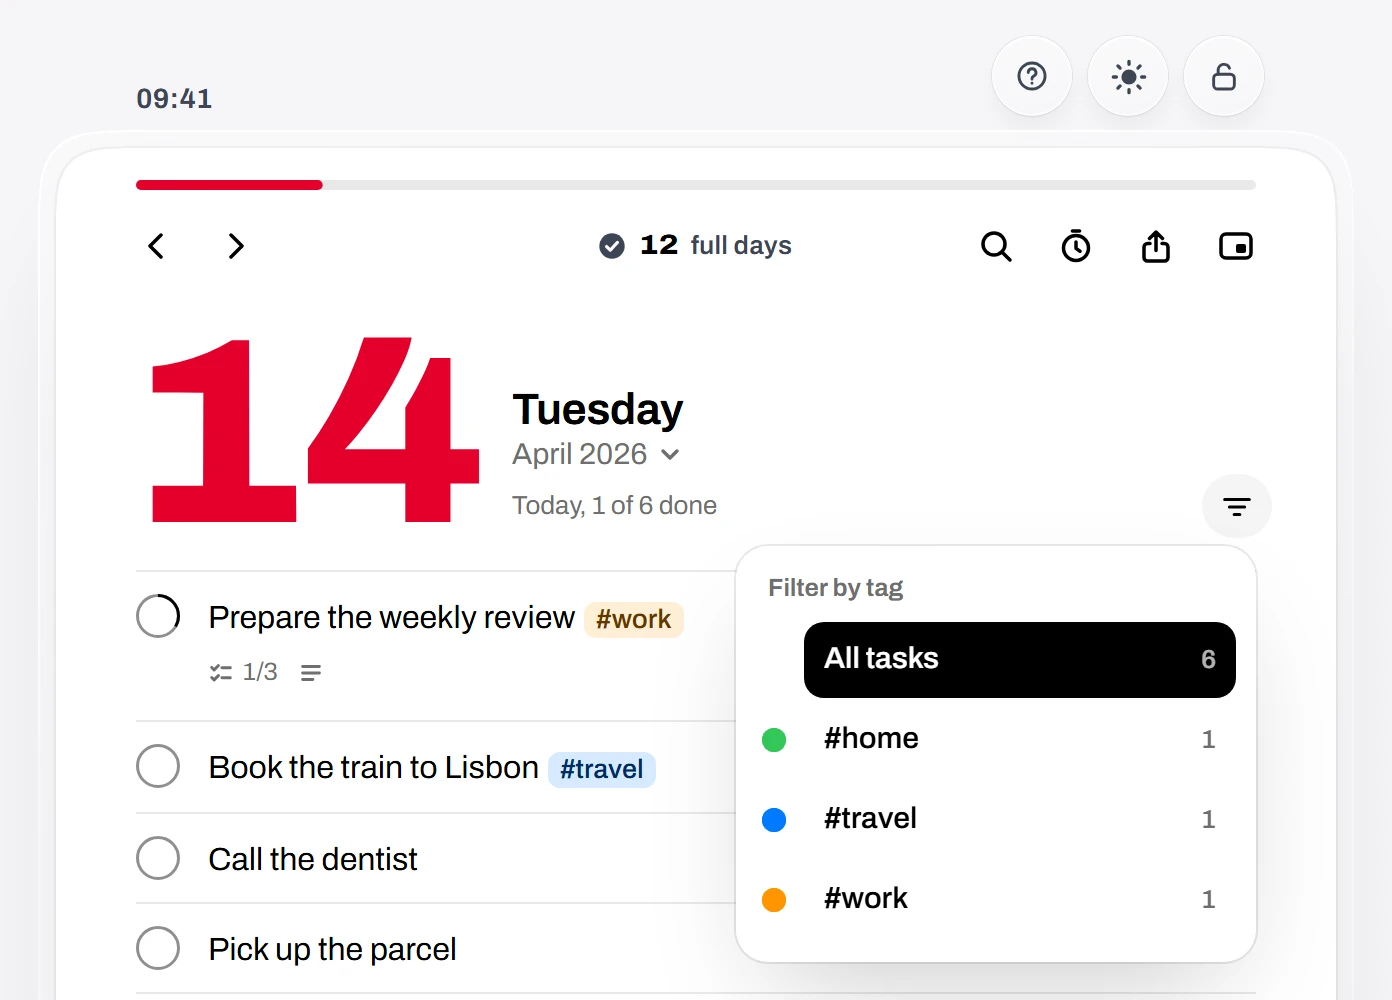 09:41
12 full days
14
Tuesday
April 2026
Today, 1 of 6 done
Filter by tag
All tasks 6
#home 1
#travel 1
#work 1
Prepare the weekly review #work
1/3
Book the train to Lisbon #travel
Call the dentist
Pick up the parcel